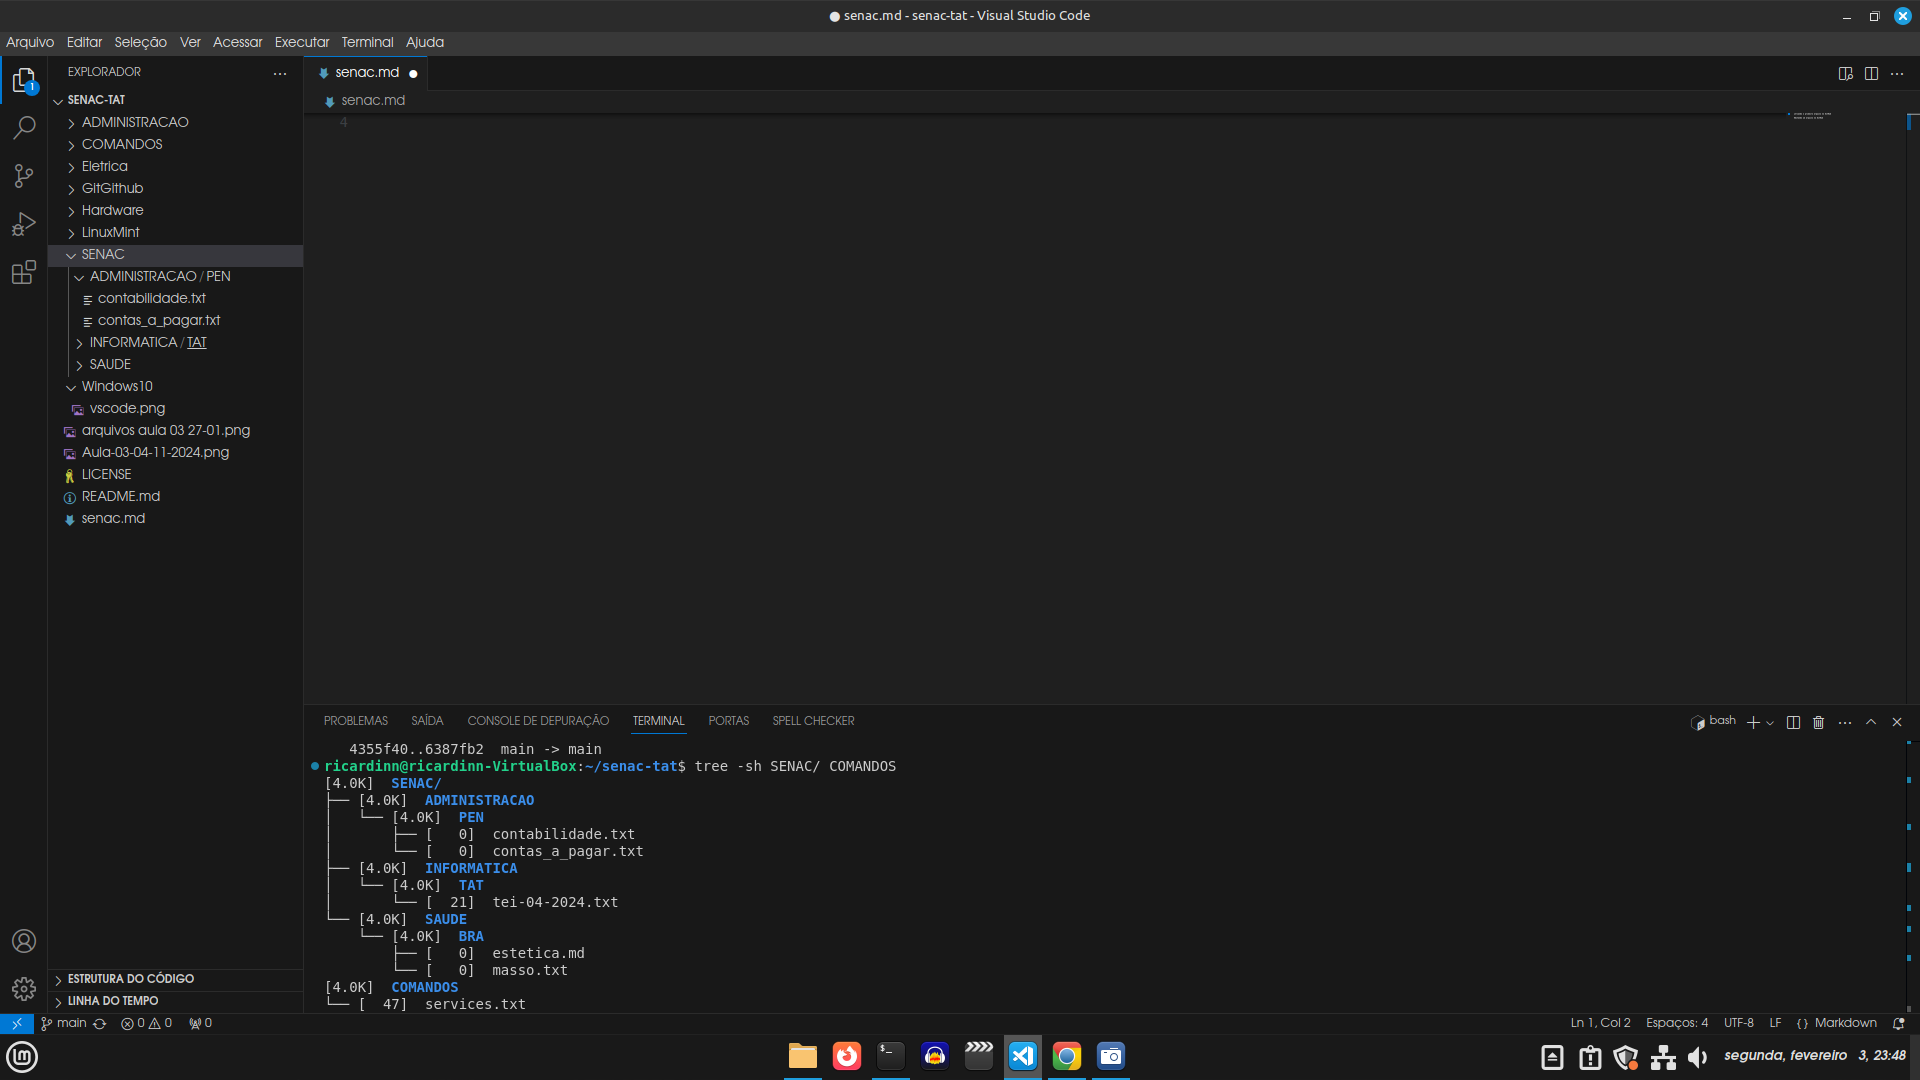 senac.md - senac-tat - Visual Studio Code
Arquivo Editar Seleção Ver Acessar Executar Terminal Ajuda
EXPLORADOR
senac.md
SENAC-TAT
senac.md
4
ADMINISTRACAO
COMANDOS
Eletrica
GitGithub
Hardware
LinuxMint
SENAC
ADMINISTRACAO / PEN
contabilidade.txt
contas_a_pagar.txt
INFORMATICA / TAT
SAUDE
Windows10
vscode.png
arquivos aula 03 27-01.png
Aula-03-04-11-2024.png
LICENSE
README.md
senac.md
ESTRUTURA DO CÓDIGO
LINHA DO TEMPO
PROBLEMAS SAÍDA CONSOLE DE DEPURAÇÃO TERMINAL PORTAS SPELL CHECKER
bash
4355f40..6387fb2  main -> main
ricardinn@ricardinn-VirtualBox:~/senac-tat$ tree -sh SENAC/ COMANDOS
[4.0K]  SENAC/
├── [4.0K]  ADMINISTRACAO
│   └── [4.0K]  PEN
│       ├── [   0]  contabilidade.txt
│       └── [   0]  contas_a_pagar.txt
├── [4.0K]  INFORMATICA
│   └── [4.0K]  TAT
│       └── [  21]  tei-04-2024.txt
└── [4.0K]  SAUDE
    └── [4.0K]  BRA
        ├── [   0]  estetica.md
        └── [   0]  masso.txt
[4.0K]  COMANDOS
└── [  47]  services.txt
main 0 0 0
Ln 1, Col 2 Espaços: 4 UTF-8 LF {} Markdown
segunda, fevereiro 3, 23:48